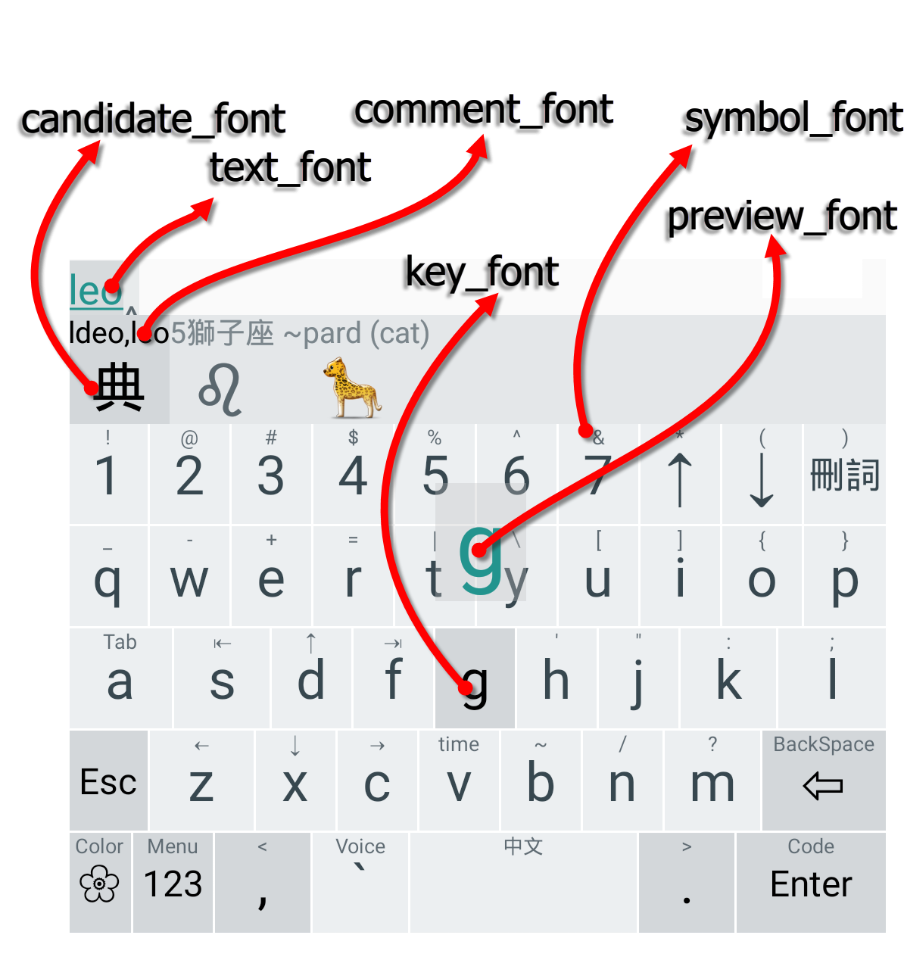 candidate_font
comment_font
symbol_font
text_font
preview_font
key_font
leo‸
ldeo,leo5獅子座 ~pard (cat)
典 ♌ 🐆
! @ # $ % ^ & * ( )
1 2 3 4 5 6 7 ↑ ↓ 刪詞
_ - + = | \ [ ] { }
q w e r t g y u i o p
Tab ⇤ ↑ ⇥ ' " : ;
a s d f g h j k l
← ↓ → time ~ / ? BackSpace
Esc z x c v b n m ⇦
Color Menu < Voice 中文 > Code
123 , ` . Enter